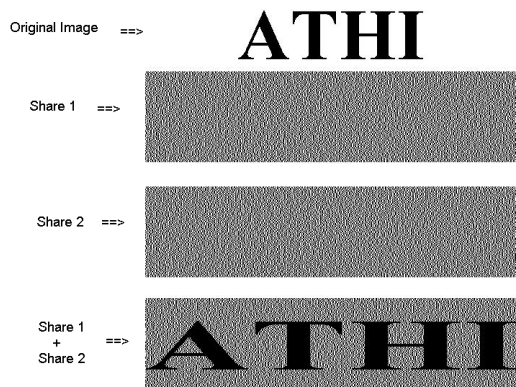 Original Image ==> ATHI
Share 1 ==>
Share 2 ==>
Share 1
+ ==>
Share 2
ATHI